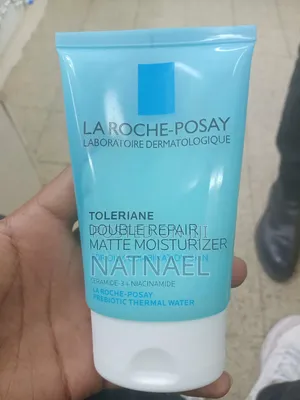 LA ROCHE-POSAY
LABORATOIRE DERMATOLOGIQUE
TOLERIANE
DOUBLE REPAIR
MATTE MOISTURIZER
NATNAEL
CERAMIDE-3+NIACINAMIDE
LA ROCHE-POSAY
PREBIOTIC THERMAL WATER